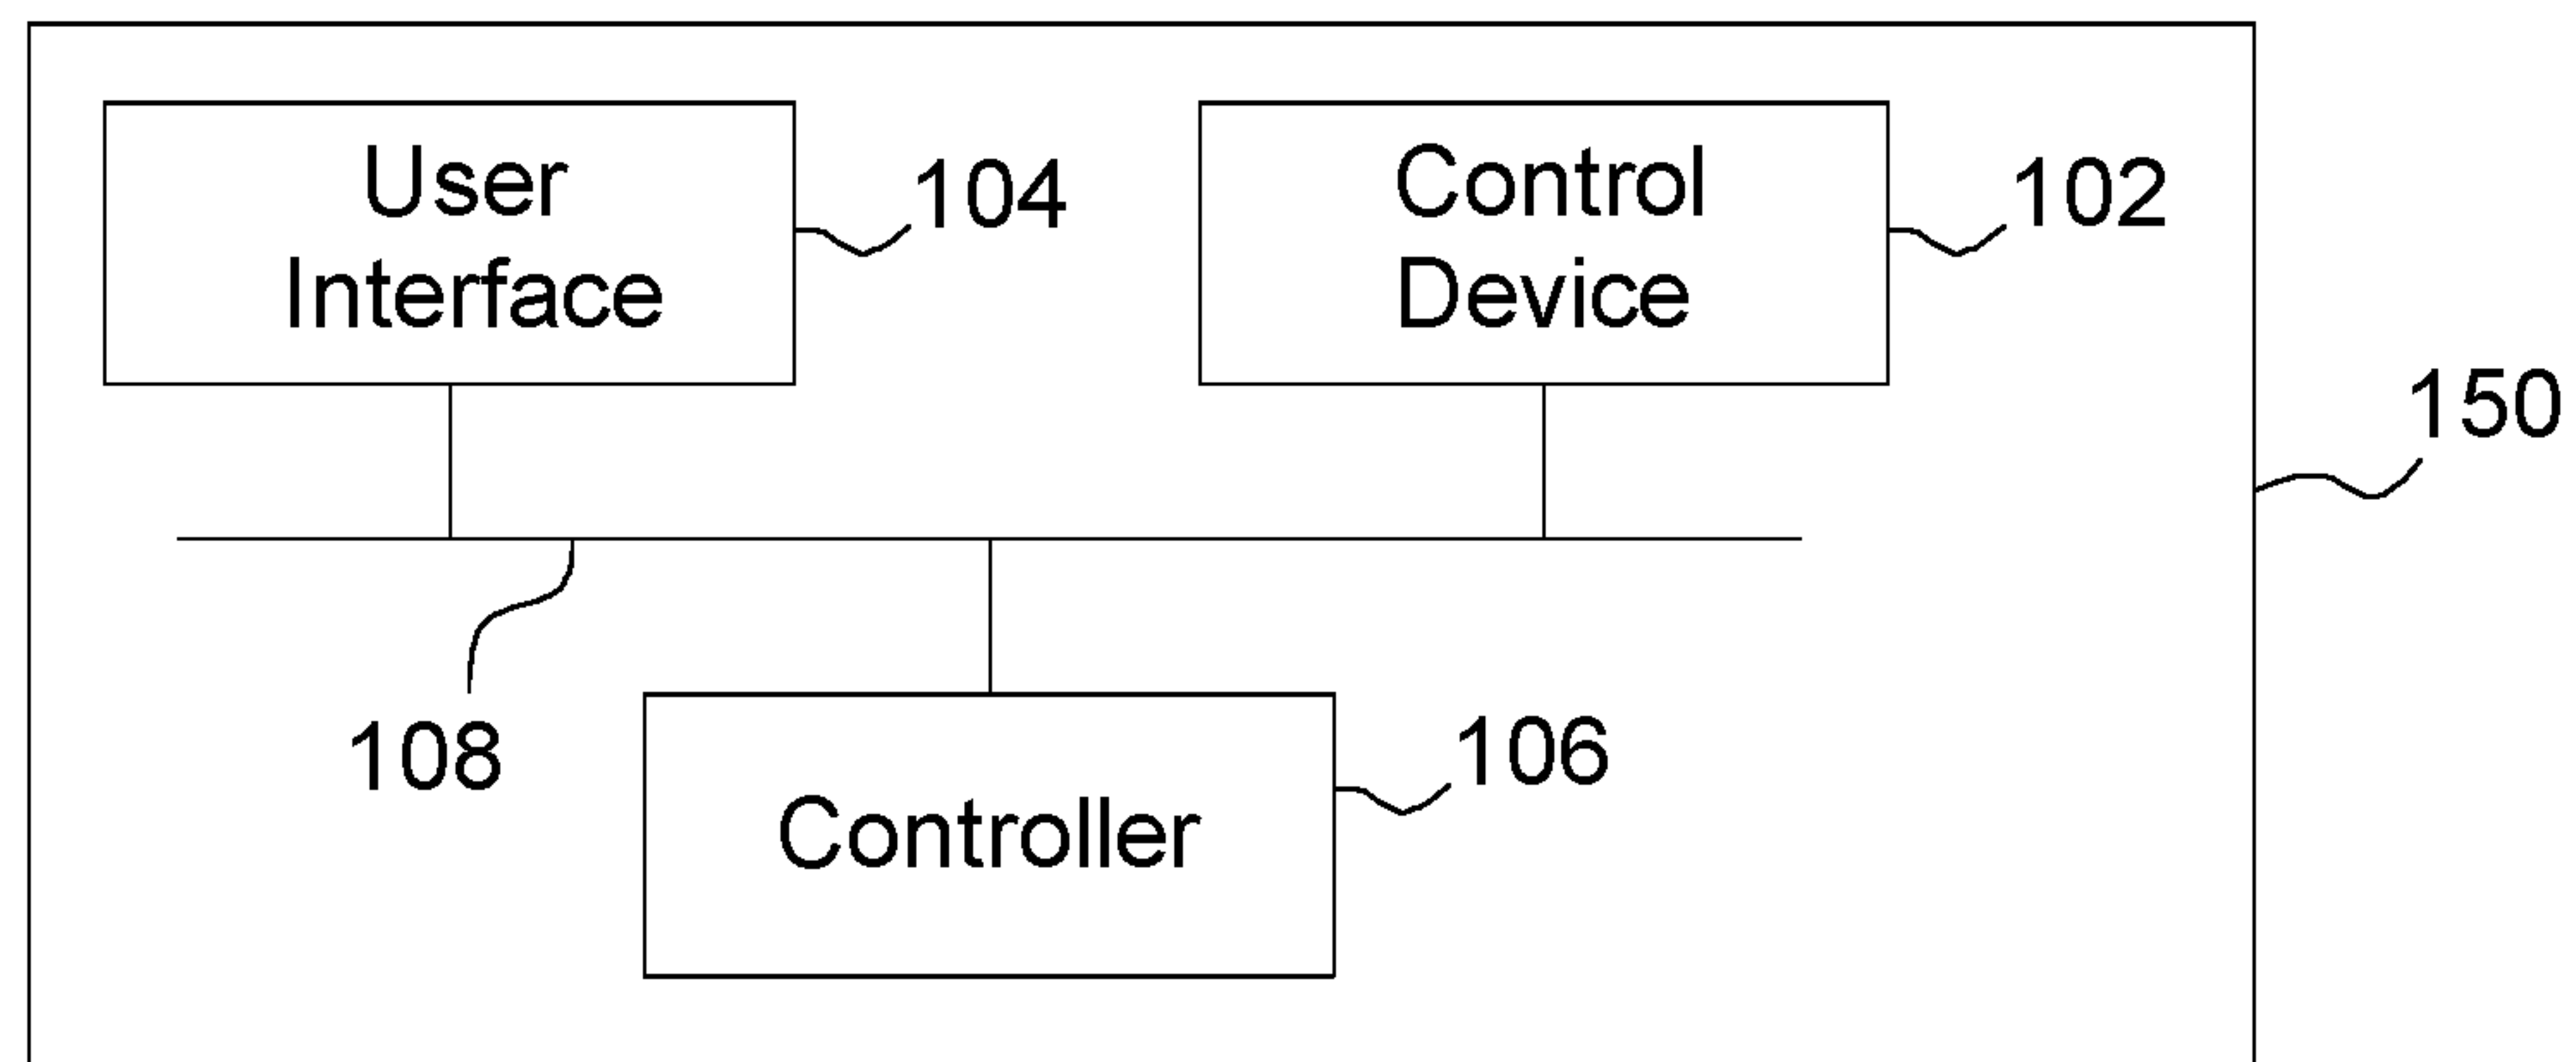 User
Interface
104
Control
Device
102
150
108
Controller
106